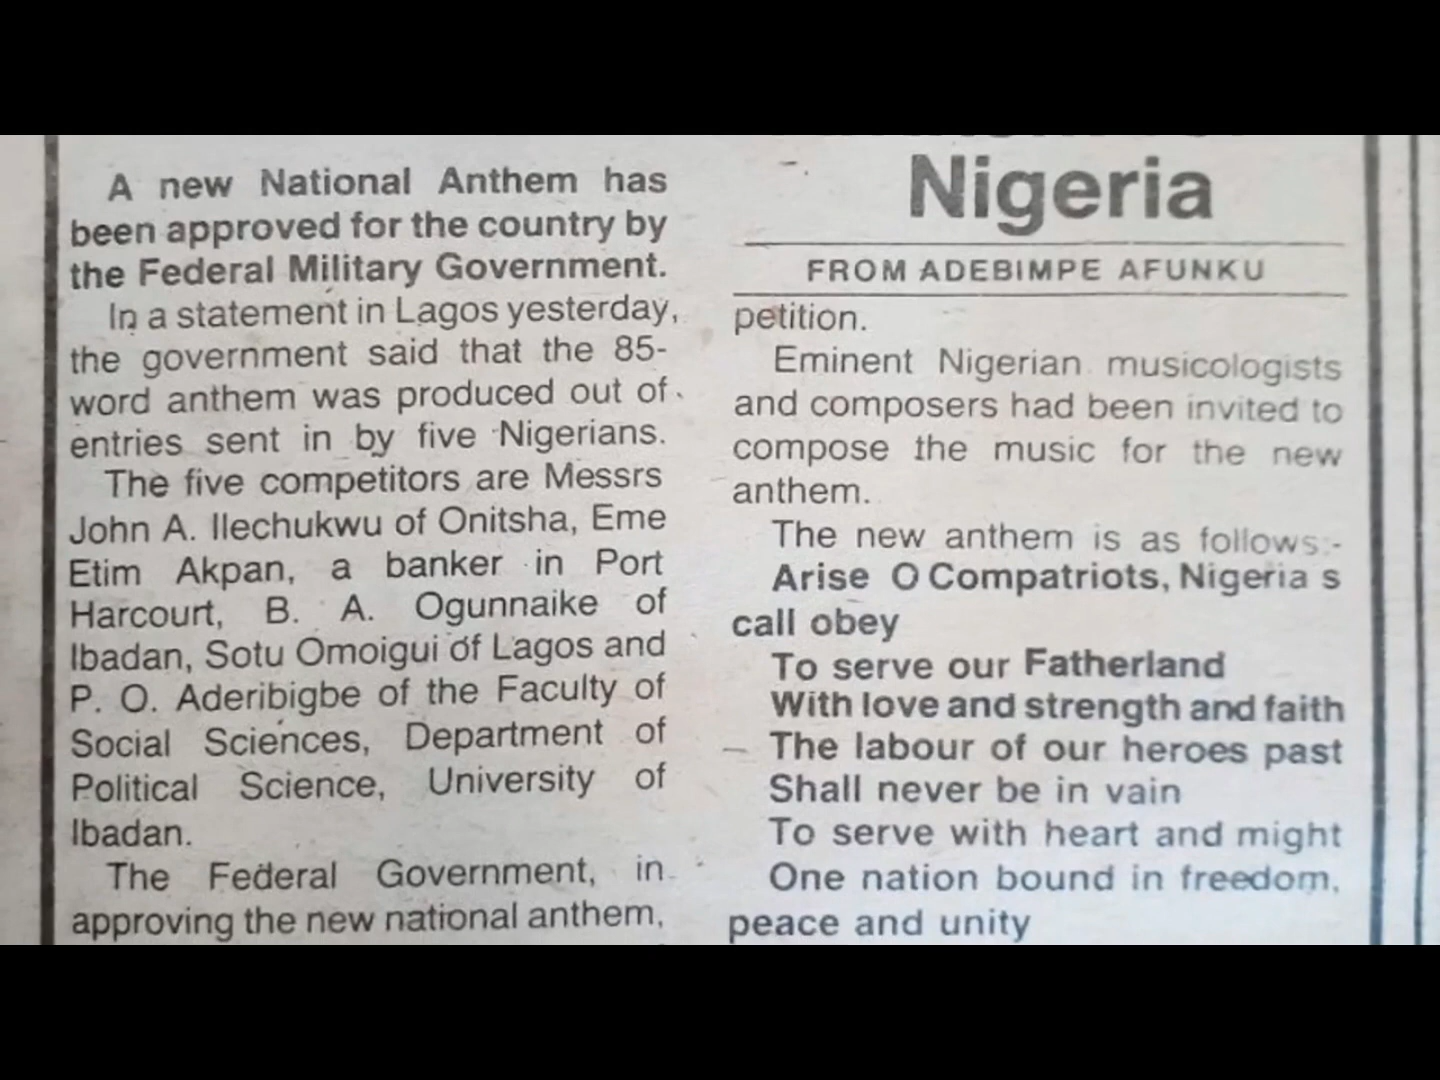 A new National Anthem has
been approved for the country by
the Federal Military Government.
In a statement in Lagos yesterday,
the government said that the 85-
word anthem was produced out of
entries sent in by five Nigerians.
The five competitors are Messrs
John A. Ilechukwu of Onitsha, Eme
Etim Akpan, a banker in Port
Harcourt, B. A. Ogunnaike of
Ibadan, Sotu Omoigui of Lagos and
P. O. Aderibigbe of the Faculty of
Social Sciences, Department of
Political Science, University of
Ibadan.
The Federal Government, in
approving the new national anthem,
Nigeria
FROM ADEBIMPE AFUNKU
petition.
Eminent Nigerian musicologists
and composers had been invited to
compose the music for the new
anthem.
The new anthem is as follows:-
Arise O Compatriots, Nigeria s
call obey
To serve our Fatherland
With love and strength and faith
The labour of our heroes past
Shall never be in vain
To serve with heart and might
One nation bound in freedom,
peace and unity